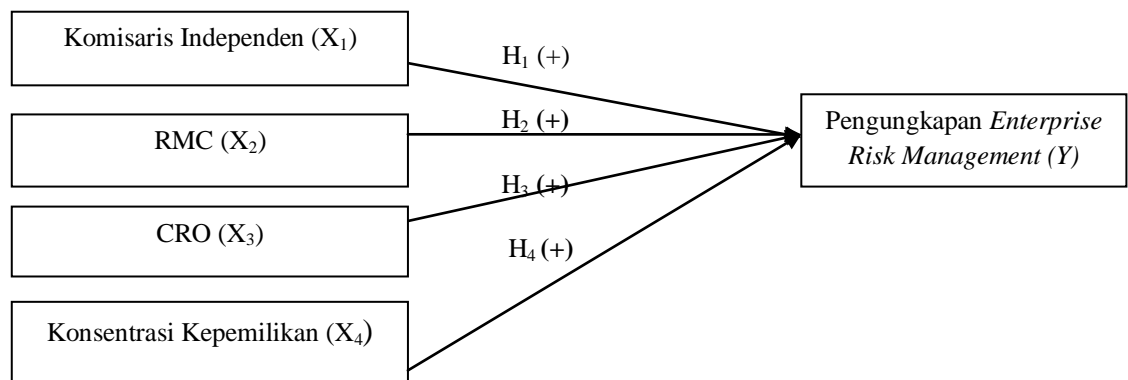 Komisaris Independen (X₁)
H₁ (+)
RMC (X₂)
H₂ (+)
Pengungkapan Enterprise
Risk Management (Y)
CRO (X₃)
H₃ (+)
Konsentrasi Kepemilikan (X₄)
H₄ (+)